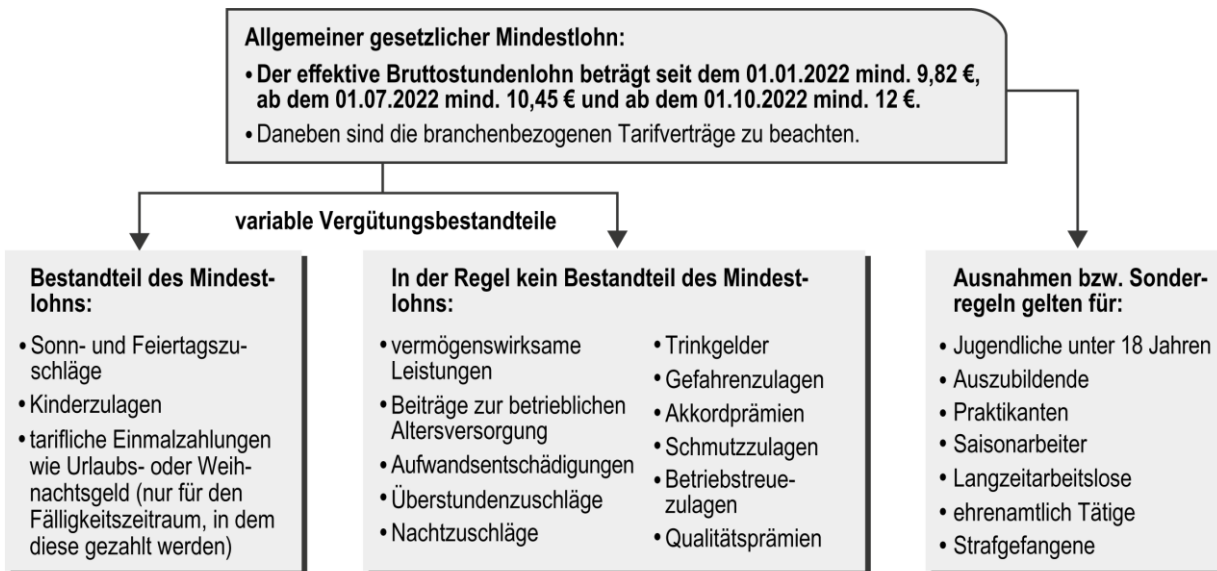 Allgemeiner gesetzlicher Mindestlohn:
• Der effektive Bruttostundenlohn beträgt seit dem 01.01.2022 mind. 9,82 €,
ab dem 01.07.2022 mind. 10,45 € und ab dem 01.10.2022 mind. 12 €.
• Daneben sind die branchenbezogenen Tarifverträge zu beachten.
variable Vergütungsbestandteile
Bestandteil des Mindest-
lohns:
• Sonn- und Feiertagszu-
schläge
• Kinderzulagen
• tarifliche Einmalzahlungen
wie Urlaubs- oder Weih-
nachtsgeld (nur für den
Fälligkeitszeitraum, in dem
diese gezahlt werden)
In der Regel kein Bestandteil des Mindest-
lohns:
• vermögenswirksame
Leistungen
• Beiträge zur betrieblichen
Altersversorgung
• Aufwandsentschädigungen
• Überstundenzuschläge
• Nachtzuschläge
• Trinkgelder
• Gefahrenzulagen
• Akkordprämien
• Schmutzzulagen
• Betriebstreue-
zulagen
• Qualitätsprämien
Ausnahmen bzw. Sonder-
regeln gelten für:
• Jugendliche unter 18 Jahren
• Auszubildende
• Praktikanten
• Saisonarbeiter
• Langzeitarbeitslose
• ehrenamtlich Tätige
• Strafgefangene